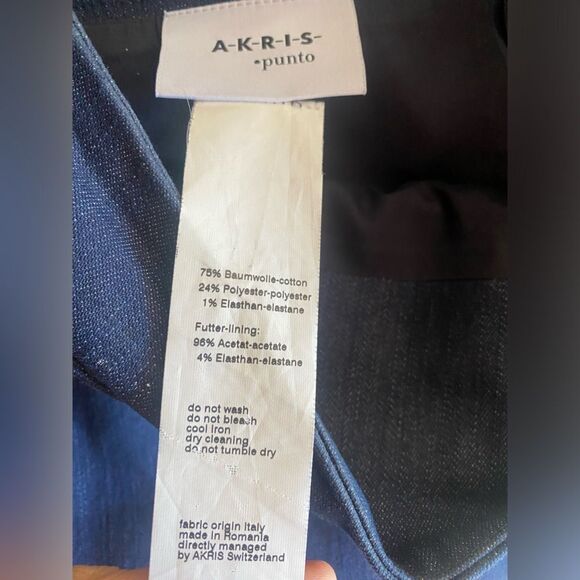 A-K-R-I-S-
•punto
75% Baumwolle-cotton
24% Polyester-polyester
1% Elasthan-elastane
Futter-lining:
96% Acetat-acetate
4% Elasthan-elastane
do not wash
do not bleach
cool iron
dry cleaning
do not tumble dry
fabric origin Italy
made in Romania
directly managed
by AKRIS Switzerland